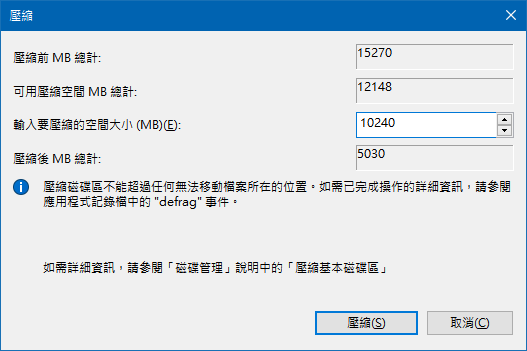 壓縮
壓縮前 MB 總計: 15270
可用壓縮空間 MB 總計: 12148
輸入要壓縮的空間大小 (MB)(E): 10240
壓縮後 MB 總計: 5030
壓縮磁碟區不能超過任何無法移動檔案所在的位置。如需已完成操作的詳細資訊，請參閱
應用程式記錄檔中的 "defrag" 事件。
如需詳細資訊，請參閱「磁碟管理」說明中的「壓縮基本磁碟區」
壓縮(S) 取消(C)